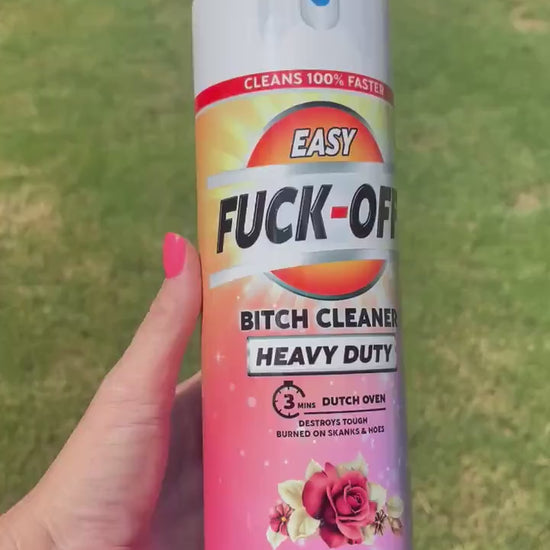 CLEANS 100% FASTER
EASY
FUCK-OFF
BITCH CLEANER
HEAVY DUTY
3 MINS DUTCH OVEN
DESTROYS TOUGH
BURNED ON SKANKS & HOES